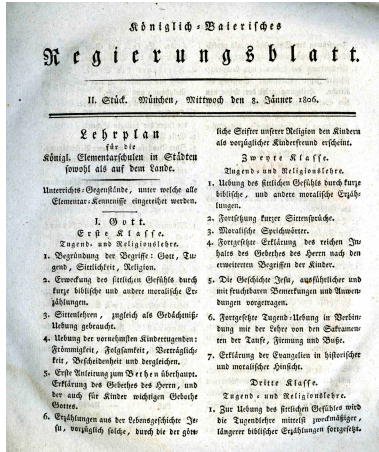 Königlich-Baierisches
Regierungsblatt.
II. Stück. München, Mittwoch den 8. Jänner 1806.
Lehrplan
für die
Königl. Elementarschulen in Städten
sowohl als auf dem Lande.
Unterrichts-Gegenstände, unter welche alle
Elementar-Kenntnisse eingereihet werden.
I. Gott.
Erste Klasse.
Tugend- und Religionslehre.
1. Begründung der Begriffe: Gott, Tu-
gend, Sittlichkeit, Religion.
2. Erweckung des sittlichen Gefühls durch
kurze biblische und andere moralische Er-
zählungen.
3. Sittenlehren, zugleich als Gedächtniß-
Uebung gebraucht.
4. Uebung der vornehmsten Kindertugenden:
Frömmigkeit, Folgsamkeit, Verträglich-
keit, Bescheidenheit und dergleichen.
5. Erste Anleitung zum Bethen überhaupt.
Erklärung des Gebethes des Herrn, und
der auch für Kinder wichtigen Gebothe
Gottes.
6. Erzählungen aus der Lebensgeschichte Je-
su, vorzüglich solche, durch die der gött-
liche Stifter unserer Religion den Kindern
als vorzüglicher Kinderfreund erscheint.
Zweyte Klasse.
Tugend- und Religionslehre.
1. Uebung des sittlichen Gefühls durch kurze
biblische, und andere moralische Erzäh-
lungen.
2. Fortsetzung kurzer Sittensprüche.
3. Moralische Sprichwörter.
4. Fortgesetzte Erklärung des reichen In-
halts des Gebethes des Herrn nach den
erweiterten Begriffen der Kinder.
5. Die Geschichte Jesu, ausführlicher und
mit fruchtbaren Bemerkungen und Anwen-
dungen vorgetragen.
6. Fortgesetzte Tugend-Uebung in Verbin-
dung mit der Lehre von den Sakramen-
ten der Taufe, Firmung und Buße.
7. Erklärung der Evangelien in historischer
und moralischer Hinsicht.
Dritte Klasse.
Tugend- und Religionslehre.
1. Zur Uebung des sittlichen Gefühles wird
die Tugendlehre mittelst zweckmäßiger,
längerer biblischer Erzählungen fortgesetzt.